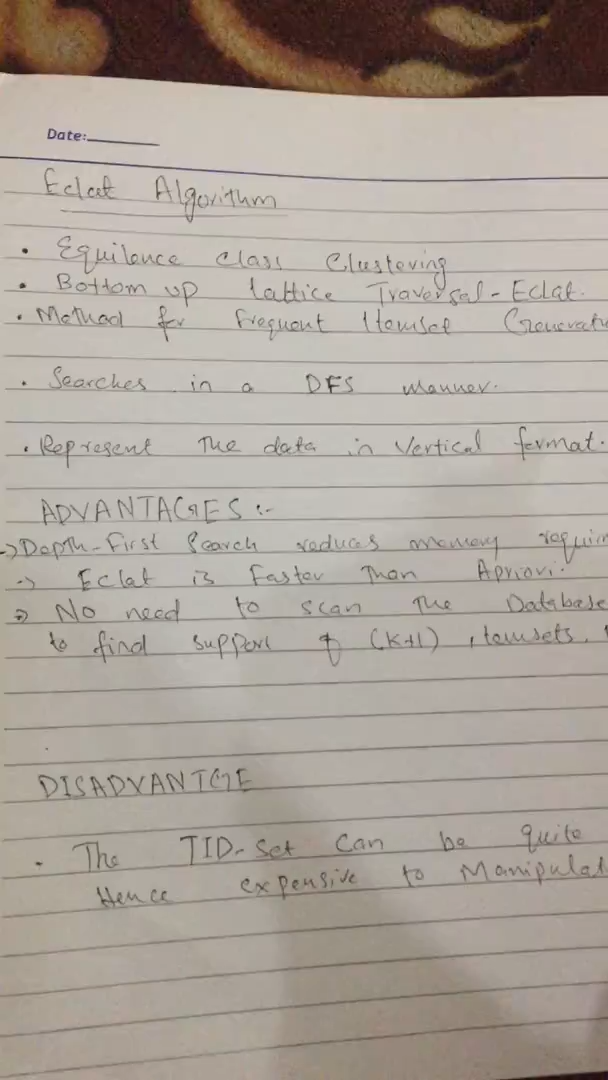 Date:
Eclat Algorithm
• Equilence class Clustering
• Bottom up lattice Traversal - Eclat.
• Method for frequent Itemset Generati
• Searches in a DFS manner.
• Represent The data in Vertical format.
ADVANTAGES :-
-> Depth-First Search reduces memory requir
-> Eclat is Faster Than Apriori.
=> No need to scan The Database
to find support of (K+1) itemsets.
DISADVANTGE
• The TID-Set can be quite
Hence expensive to Manipulat